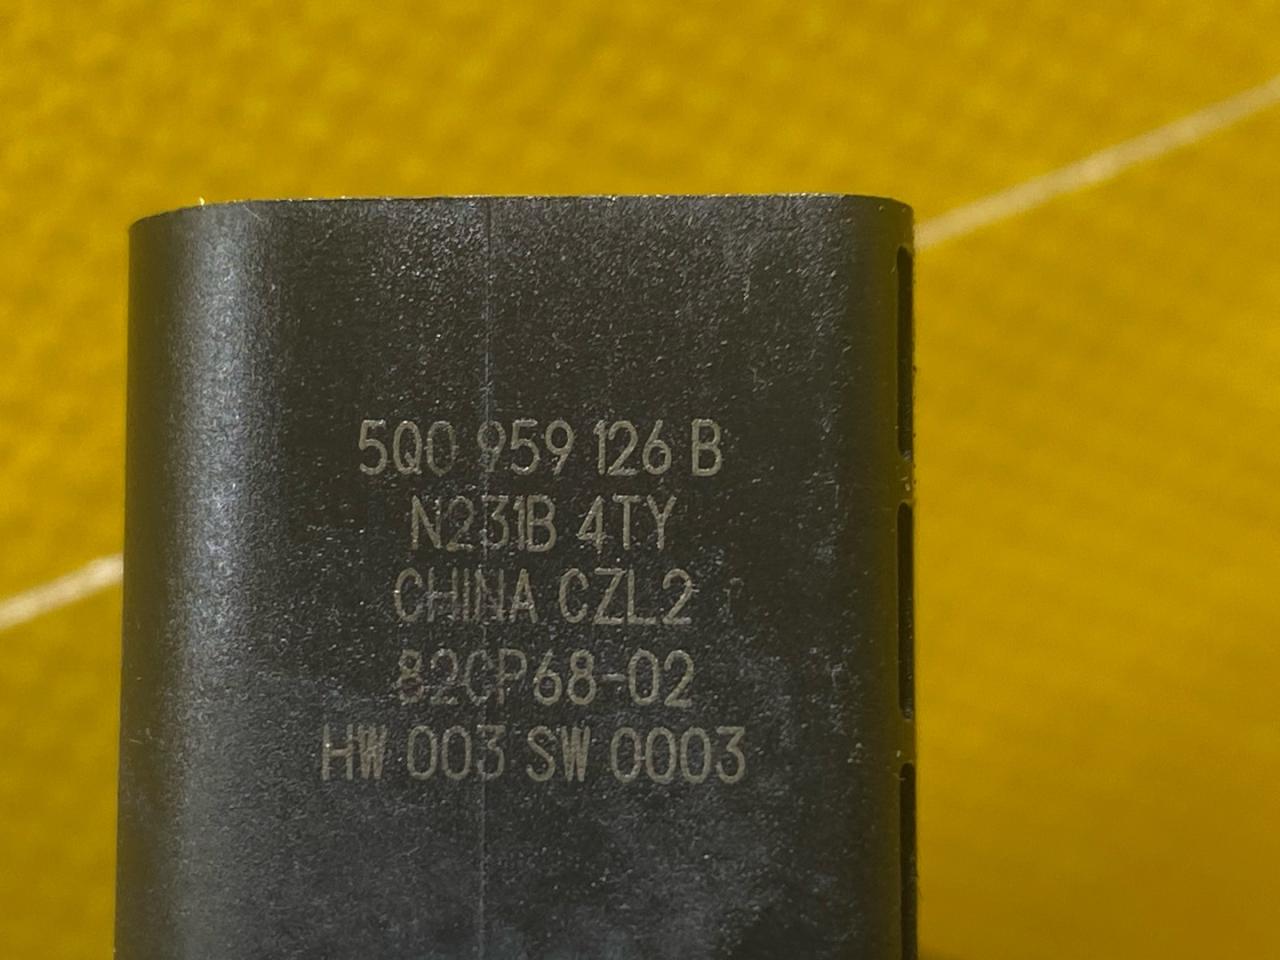 5Q0 959 126 B
N231B 4TY
CHINA CZL2
82CP68-02
HW 003 SW 0003